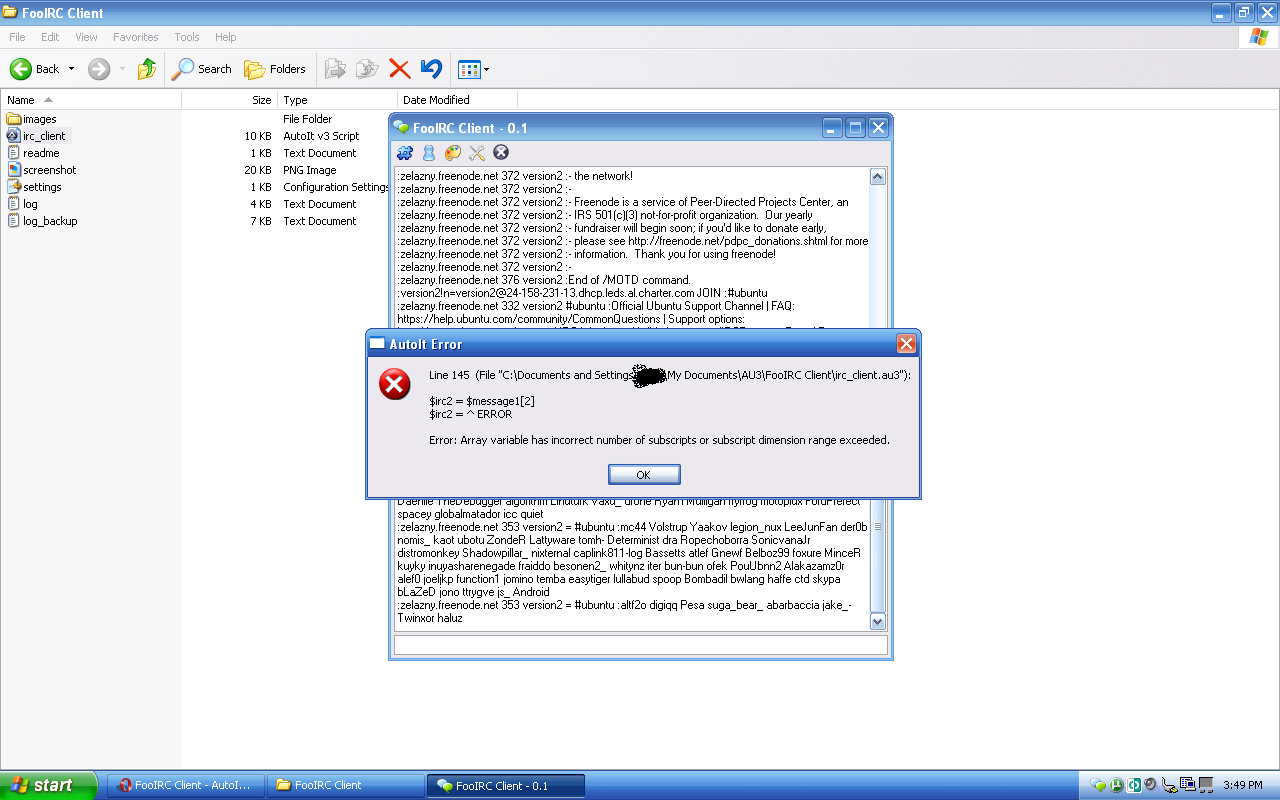 FooIRC Client
File Edit View Favorites Tools Help
Back Search Folders
Name Size Type Date Modified
images File Folder
irc_client 10 KB AutoIt v3 Script
readme 1 KB Text Document
screenshot 20 KB PNG Image
settings 1 KB Configuration Settings
log 4 KB Text Document
log_backup 7 KB Text Document
FooIRC Client - 0.1
:zelazny.freenode.net 372 version2 :- the network!
:zelazny.freenode.net 372 version2 :-
:zelazny.freenode.net 372 version2 :- Freenode is a service of Peer-Directed Projects Center, an
:zelazny.freenode.net 372 version2 :- IRS 501(c)(3) not-for-profit organization.  Our yearly
:zelazny.freenode.net 372 version2 :- fundraiser will begin soon; if you'd like to donate early,
:zelazny.freenode.net 372 version2 :- please see http://freenode.net/pdpc_donations.shtml for more
:zelazny.freenode.net 372 version2 :- information.  Thank you for using freenode!
:zelazny.freenode.net 372 version2 :-
:zelazny.freenode.net 376 version2 :End of /MOTD command.
:version2!n=version2@24-158-231-13.dhcp.leds.al.charter.com JOIN :#ubuntu
:zelazny.freenode.net 332 version2 #ubuntu :Official Ubuntu Support Channel | FAQ:
https://help.ubuntu.com/community/CommonQuestions | Support options:
AutoIt Error
Line 145  (File "C:\Documents and Settings \My Documents\AU3\FooIRC Client\irc_client.au3"):
$irc2 = $message1[2]
$irc2 = ^ ERROR
Error: Array variable has incorrect number of subscripts or subscript dimension range exceeded.
OK
spacey globalmatador icc quiet
:zelazny.freenode.net 353 version2 = #ubuntu :mc44 Volstrup Yaakov legion_nux LeeJunFan der0b
nomis_ kaot ubotu ZondeR Lattyware tomh- Determinist dra Ropechoborra SonicvanaJr
distromonkey Shadowpillar_ nixternal caplink811-log Bassetts atlef Gnewf Belboz99 foxure MinceR
kuyky inuyasharenegade fraiddo besonen2_ whitynz iter bun-bun ofek PouUbnn2 Alakazamz0r
alef0 joeljkp function1 jomino temba easytiger lullabud spoop Bombadil bwlang haffe ctd skypa
bLaZeD jono ttrygve js_ Android
:zelazny.freenode.net 353 version2 = #ubuntu :altf2o digiqq Pesa suga_bear_ abarbaccia jake_-
Twinxor haluz
start FooIRC Client - AutoI... FooIRC Client FooIRC Client - 0.1 3:49 PM